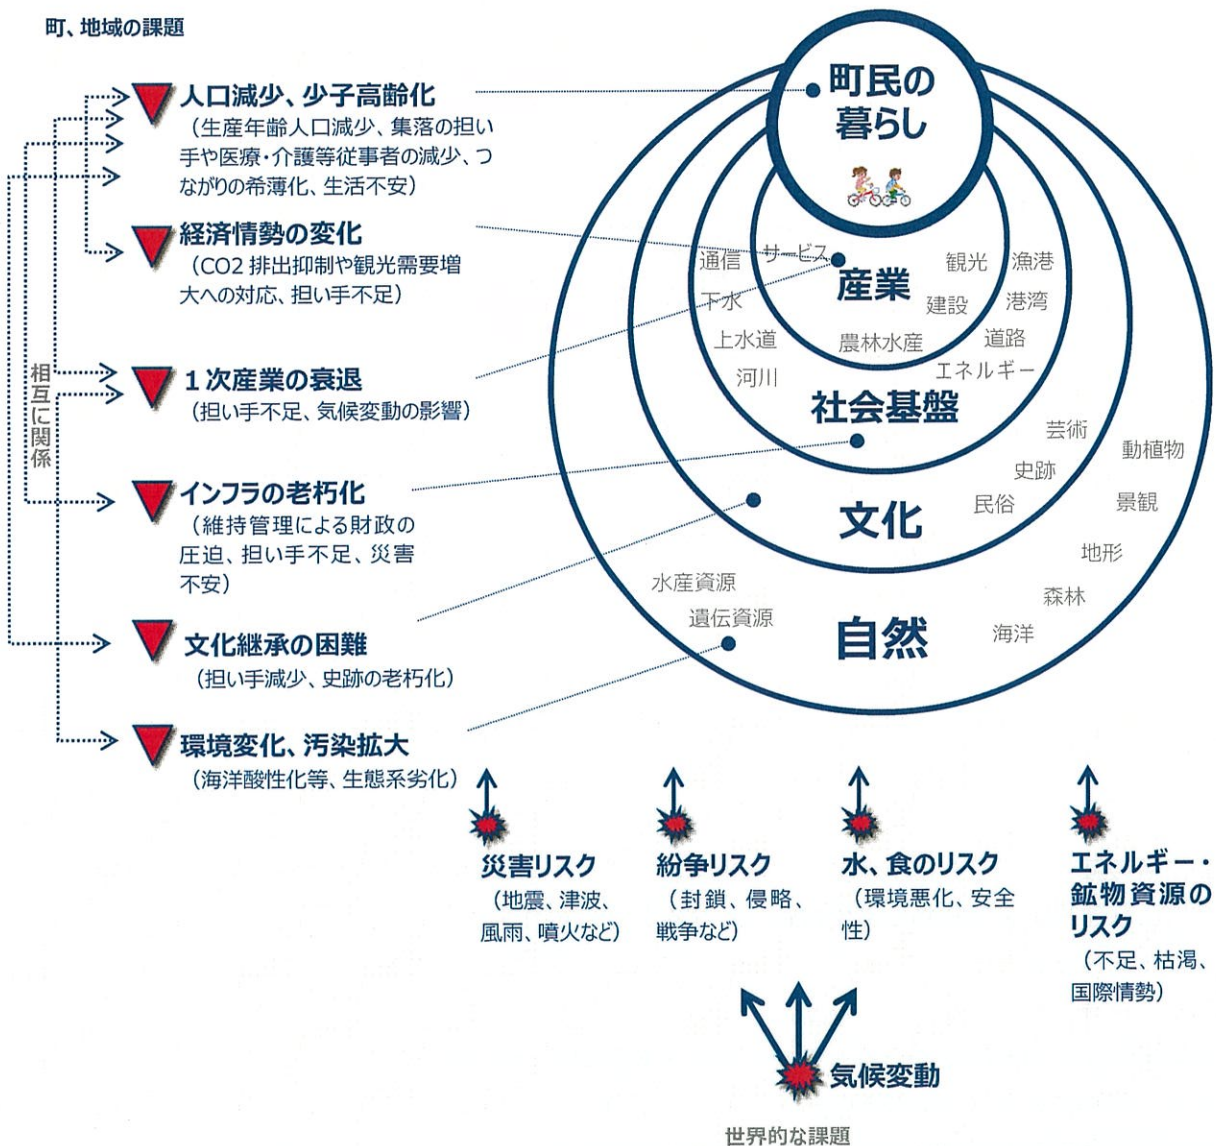 町、地域の課題
人口減少、少子高齢化
（生産年齢人口減少、集落の担い
手や医療・介護等従事者の減少、つ
ながりの希薄化、生活不安）
経済情勢の変化
（CO2 排出抑制や観光需要増
大への対応、担い手不足）
１次産業の衰退
（担い手不足、気候変動の影響）
インフラの老朽化
（維持管理による財政の
圧迫、担い手不足、災害
不安）
文化継承の困難
（担い手減少、史跡の老朽化）
環境変化、汚染拡大
（海洋酸性化等、生態系劣化）
相互に関係
町民の
暮らし
通信
サービス
観光
漁港
産業
下水
建設
港湾
上水道
農林水産
道路
河川
エネルギー
社会基盤
芸術
動植物
史跡
民俗
景観
文化
地形
水産資源
森林
遺伝資源
海洋
自然
災害リスク
（地震、津波、
風雨、噴火など）
紛争リスク
（封鎖、侵略、
戦争など）
水、食のリスク
（環境悪化、安全
性）
エネルギー・
鉱物資源の
リスク
（不足、枯渇、
国際情勢）
気候変動
世界的な課題